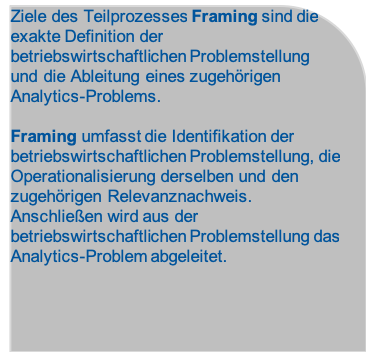 Ziele des Teilprozesses Framing sind die
exakte Definition der
betriebswirtschaftlichen Problemstellung
und die Ableitung eines zugehörigen
Analytics-Problems.
Framing umfasst die Identifikation der
betriebswirtschaftlichen Problemstellung, die
Operationalisierung derselben und den
zugehörigen Relevanznachweis.
Anschließen wird aus der
betriebswirtschaftlichen Problemstellung das
Analytics-Problem abgeleitet.